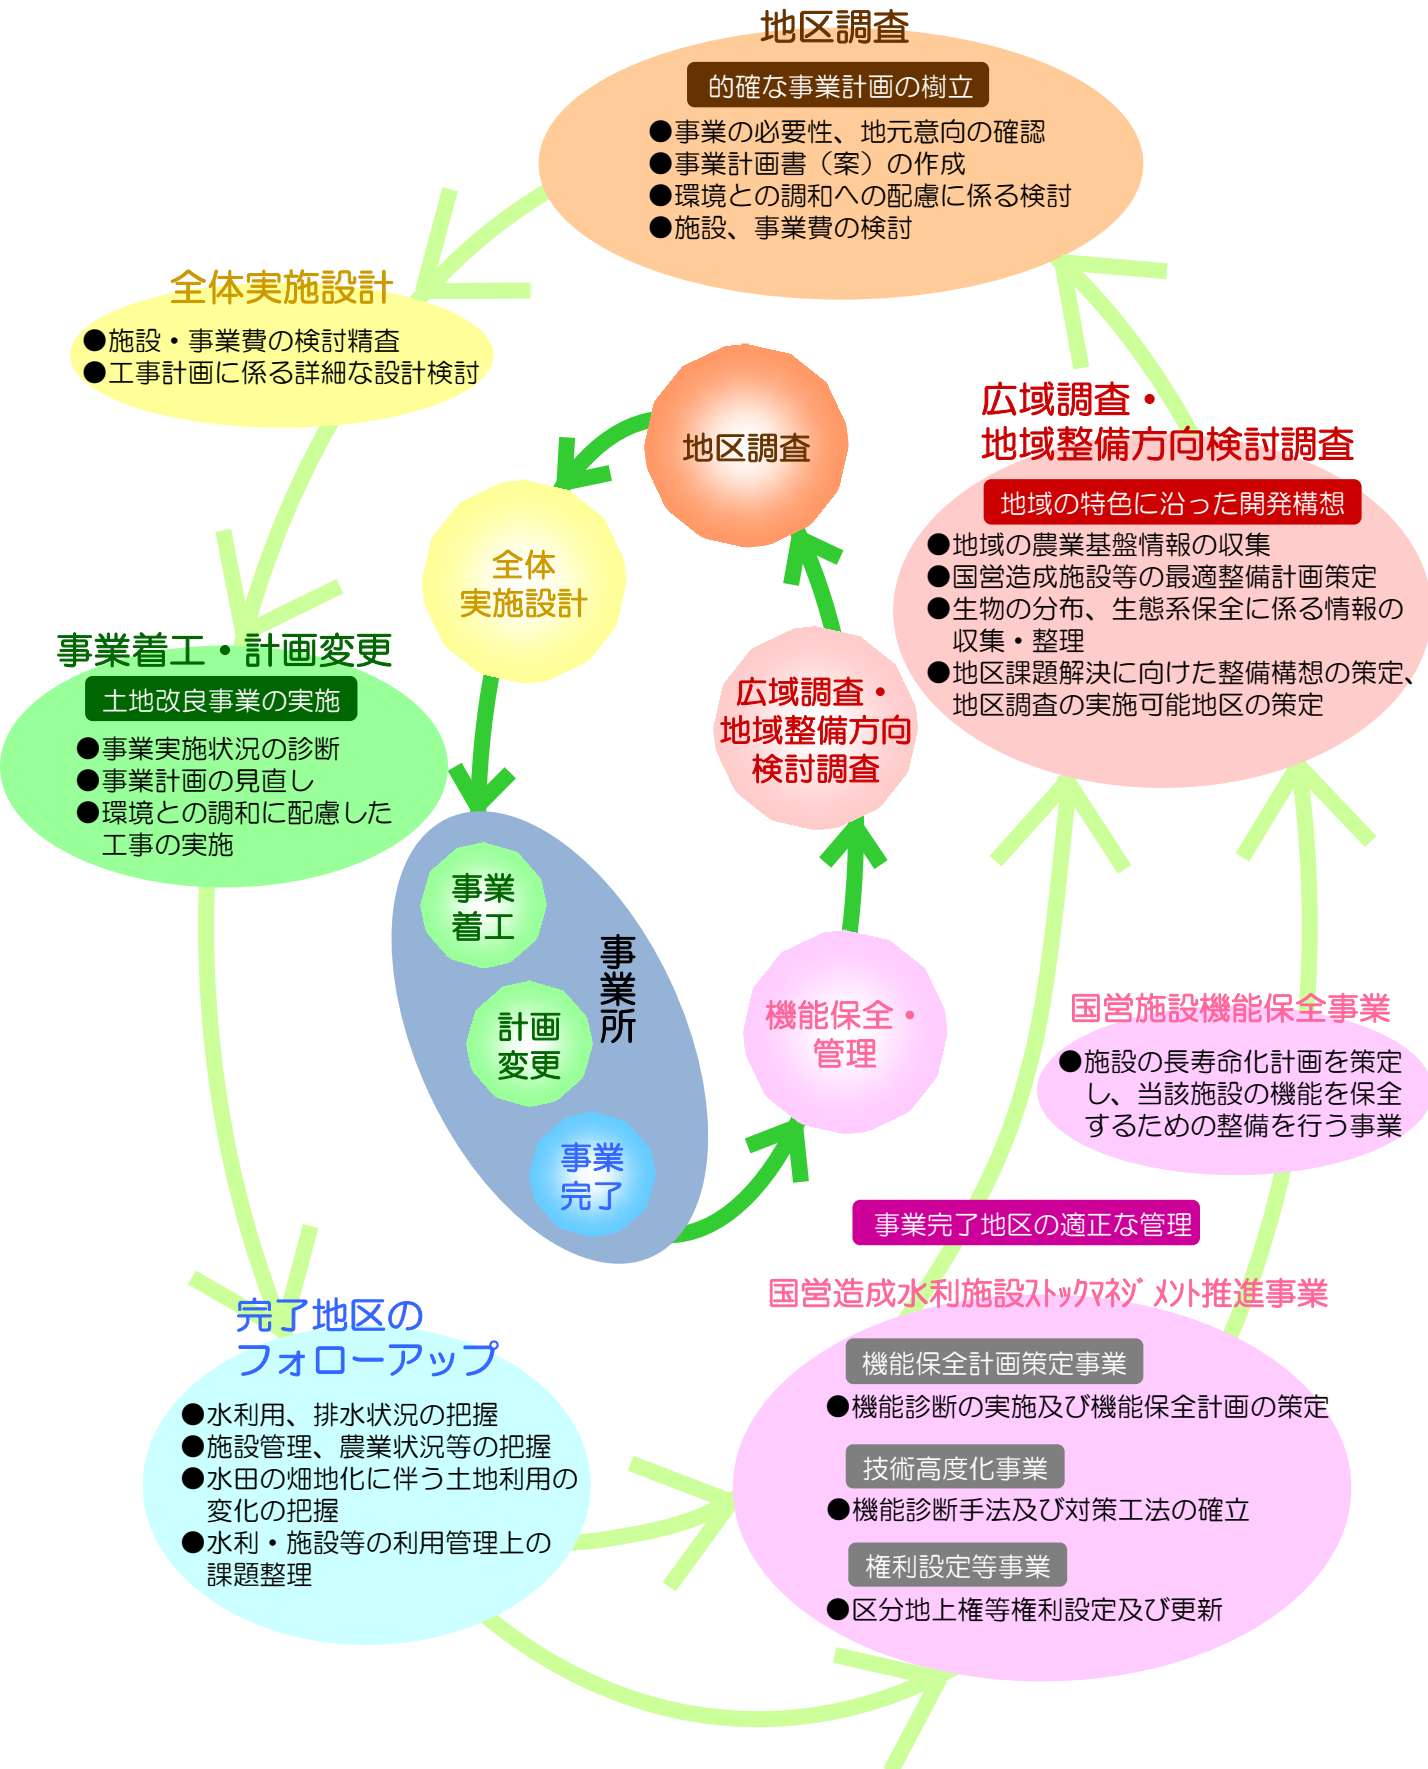 地区調査
的確な事業計画の樹立
●事業の必要性、地元意向の確認
●事業計画書（案）の作成
●環境との調和への配慮に係る検討
●施設、事業費の検討
全体実施設計
●施設・事業費の検討精査
●工事計画に係る詳細な設計検討
事業着工・計画変更
土地改良事業の実施
●事業実施状況の診断
●事業計画の見直し
●環境との調和に配慮した
工事の実施
完了地区の
フォローアップ
●水利用、排水状況の把握
●施設管理、農業状況等の把握
●水田の畑地化に伴う土地利用の
変化の把握
●水利・施設等の利用管理上の
課題整理
事業完了地区の適正な管理
国営造成水利施設ｽﾄｯｸﾏﾈｼﾞﾒﾝﾄ推進事業
機能保全計画策定事業
●機能診断の実施及び機能保全計画の策定
技術高度化事業
●機能診断手法及び対策工法の確立
権利設定等事業
●区分地上権等権利設定及び更新
国営施設機能保全事業
●施設の長寿命化計画を策定
し、当該施設の機能を保全
するための整備を行う事業
広域調査・
地域整備方向検討調査
地域の特色に沿った開発構想
●地域の農業基盤情報の収集
●国営造成施設等の最適整備計画策定
●生物の分布、生態系保全に係る情報の
収集・整理
●地区課題解決に向けた整備構想の策定、
地区調査の実施可能地区の策定
地区調査
全体
実施設計
事業所
事業
着工
計画
変更
事業
完了
機能保全・
管理
広域調査・
地域整備方向
検討調査